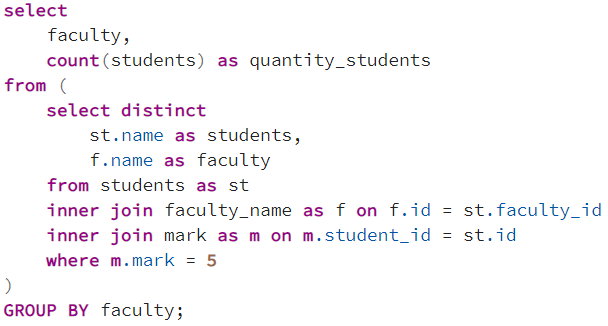 select
faculty,
count(students) as quantity_students
from (
select distinct
st.name as students,
f.name as faculty
from students as st
inner join faculty_name as f on f.id = st.faculty_id
inner join mark as m on m.student_id = st.id
where m.mark = 5
)
GROUP BY faculty;